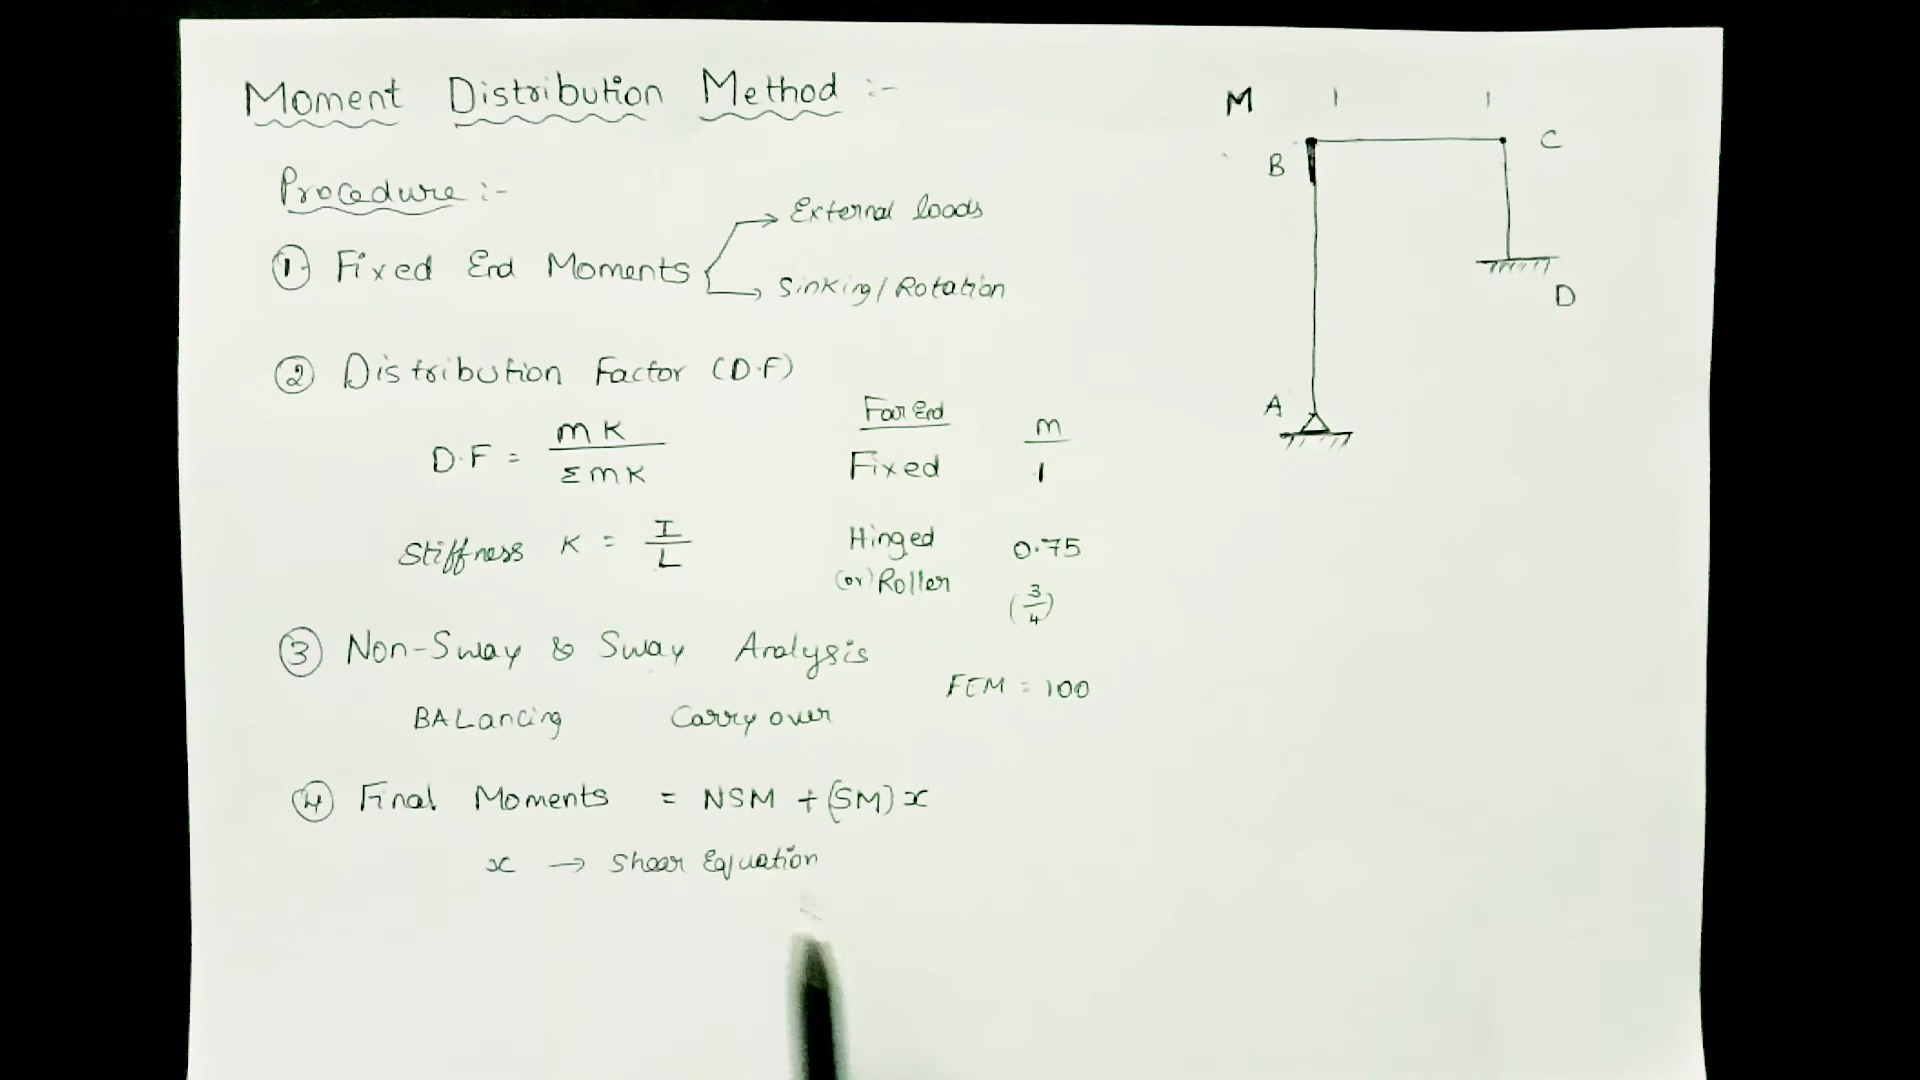 Moment Distribution Method :-
Procedure :-
① Fixed End Moments
External loads
Sinking/Rotation
② Distribution Factor (D.F)
D.F = mK / ΣmK
Stiffness K = I / L
Far End m
Fixed 1
Hinged 0.75
(or) Roller (3/4)
③ Non-Sway & Sway Analysis
FEM = 100
BALancing Carry over
④ Final Moments = NSM + (SM) x
x → Shear Equation
M 1 1
B C
D
A